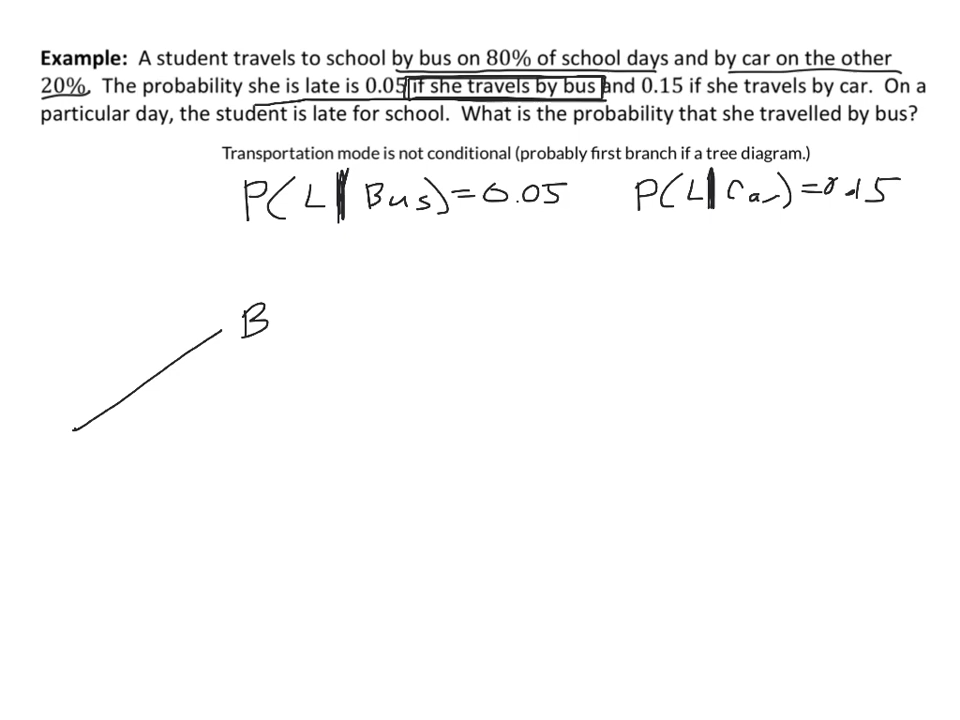 Example: A student travels to school by bus on 80% of school days and by car on the other
20%. The probability she is late is 0.05 if she travels by bus and 0.15 if she travels by car. On a
particular day, the student is late for school. What is the probability that she travelled by bus?
Transportation mode is not conditional (probably first branch if a tree diagram.)
P(L | Bus)=0.05 P(L | Car)=0.15
B